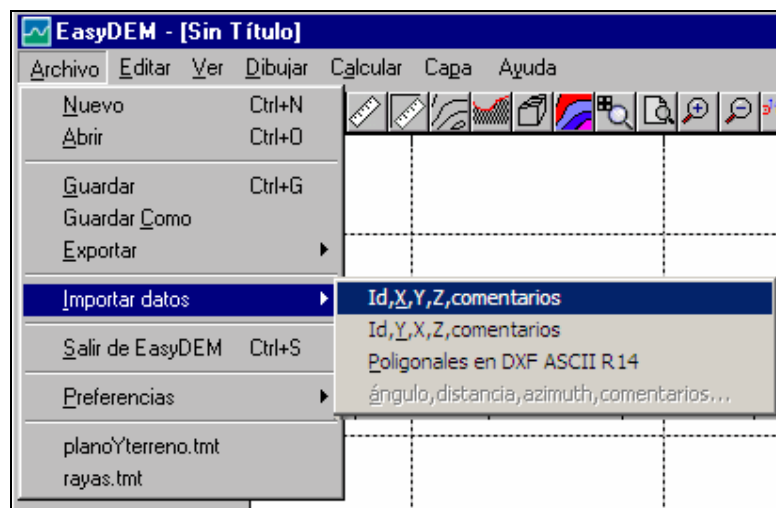 EasyDEM - [Sin Título]
Archivo Editar Ver Dibujar Calcular Capa Ayuda
Nuevo Ctrl+N
Abrir Ctrl+O
Guardar Ctrl+G
Guardar Como
Exportar
Importar datos
Id,X,Y,Z,comentarios
Id,Y,X,Z,comentarios
Poligonales en DXF ASCII R14
ángulo,distancia,azimuth,comentarios...
Salir de EasyDEM Ctrl+S
Preferencias
planoYterreno.tmt
rayas.tmt